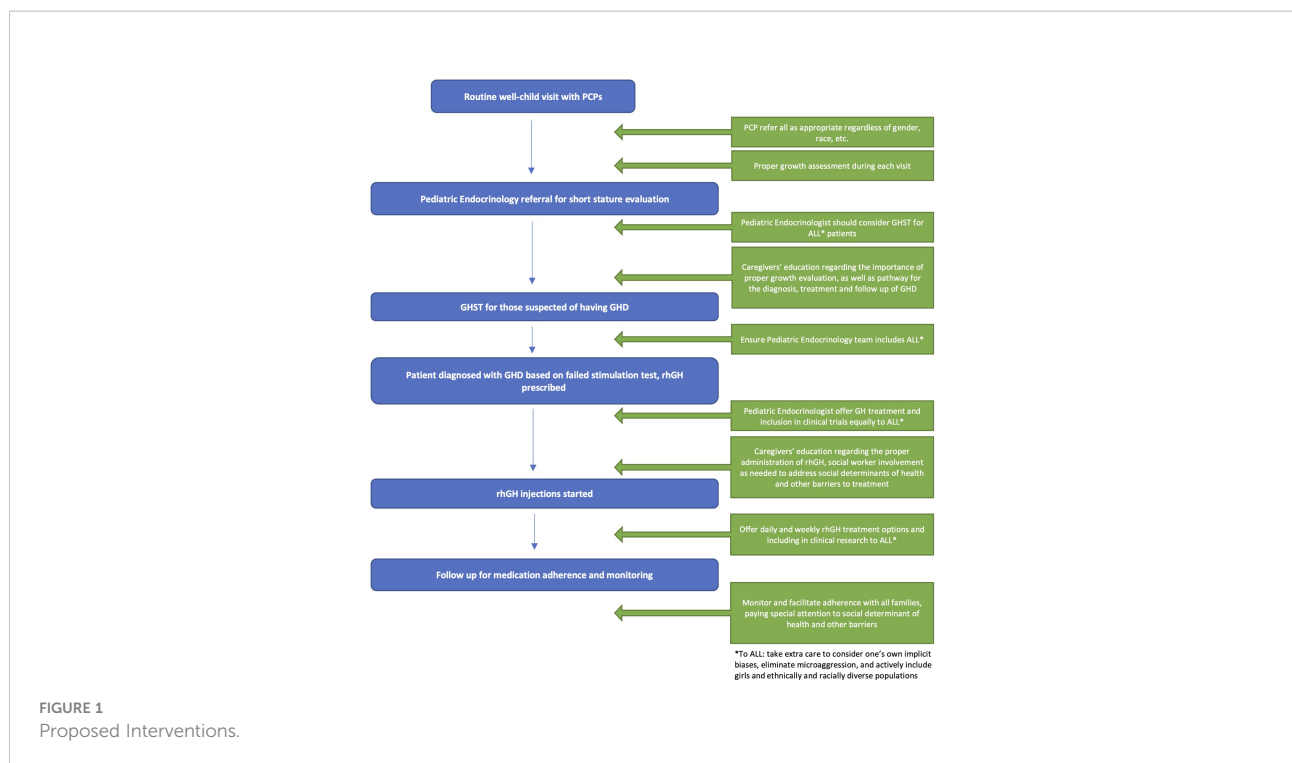 Routine well-child visit with PCPs
PCP refer all as appropriate regardless of gender,
race, etc.
Proper growth assessment during each visit
Pediatric Endocrinology referral for short stature evaluation
Pediatric Endocrinologist should consider GHST for
ALL* patients
Caregivers' education regarding the importance of
proper growth evaluation, as well as pathway for
the diagnosis, treatment and follow up of GHD
GHST for those suspected of having GHD
Ensure Pediatric Endocrinology team includes ALL*
Patient diagnosed with GHD based on failed stimulation test, rhGH
prescribed
Pediatric Endocrinologist offer GH treatment and
inclusion in clinical trials equally to ALL*
Caregivers' education regarding the proper
administration of rhGH, social worker involvement
as needed to address social determinants of health
and other barriers to treatment
rhGH injections started
Offer daily and weekly rhGH treatment options and
including in clinical research to ALL*
Follow up for medication adherence and monitoring
Monitor and facilitate adherence with all families,
paying special attention to social determinant of
health and other barriers
*To ALL: take extra care to consider one's own implicit
biases, eliminate microaggression, and actively include
girls and ethnically and racially diverse populations
FIGURE 1
Proposed Interventions.